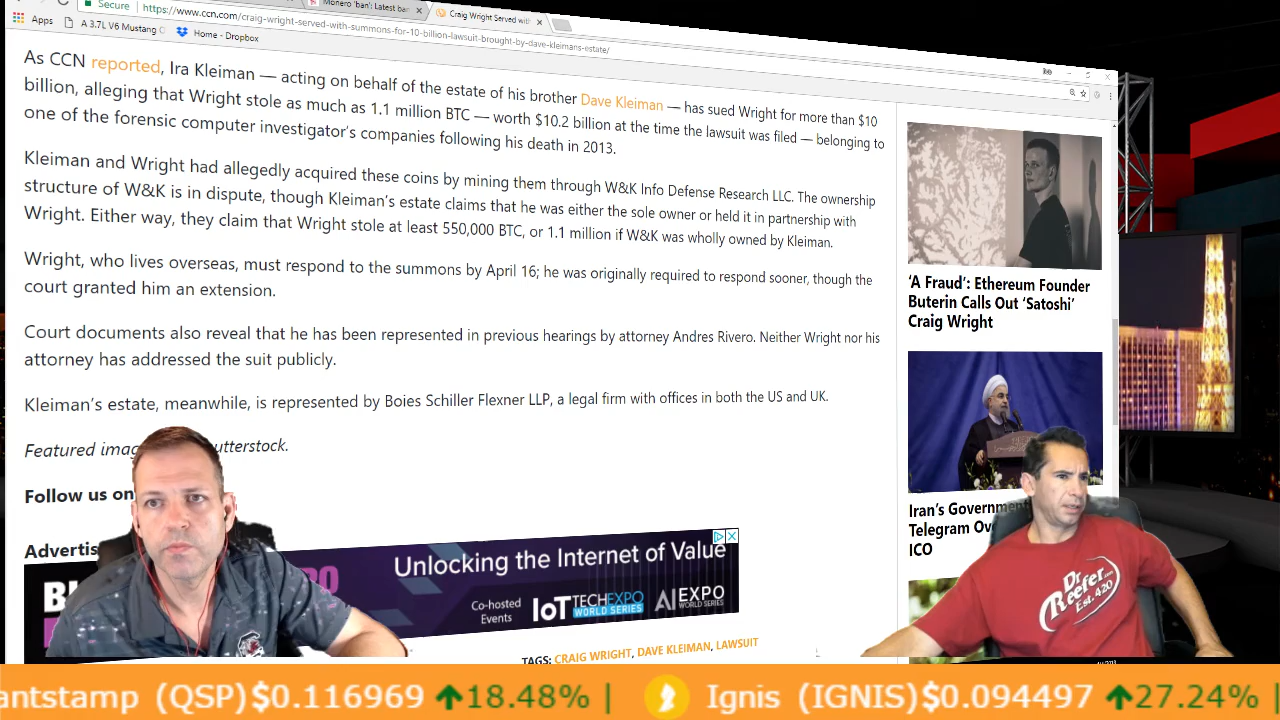 Monero 'ban': Latest ba
Craig Wright Served wit
Secure
https://www.ccn.com/craig-wright-served-with-summons-for-10-billion-lawsuit-brought-by-dave-kleimans-estate/
Apps
A 3.7L V6 Mustang
Home - Dropbox
As CCN reported, Ira Kleiman — acting on behalf of the estate of his brother Dave Kleiman — has sued Wright for more than $10
billion, alleging that Wright stole as much as 1.1 million BTC — worth $10.2 billion at the time the lawsuit was filed — belonging to
one of the forensic computer investigator's companies following his death in 2013.
Kleiman and Wright had allegedly acquired these coins by mining them through W&K Info Defense Research LLC. The ownership
structure of W&K is in dispute, though Kleiman's estate claims that he was either the sole owner or held it in partnership with
Wright. Either way, they claim that Wright stole at least 550,000 BTC, or 1.1 million if W&K was wholly owned by Kleiman.
Wright, who lives overseas, must respond to the summons by April 16; he was originally required to respond sooner, though the
court granted him an extension.
Court documents also reveal that he has been represented in previous hearings by attorney Andres Rivero. Neither Wright nor his
attorney has addressed the suit publicly.
Kleiman's estate, meanwhile, is represented by Boies Schiller Flexner LLP, a legal firm with offices in both the US and UK.
Featured imag utterstock.
Follow us on
Advertis
BL
PO
Unlocking the Internet of Value
Co-hosted
Events
IoT TECHEXPO
WORLD SERIES
AI EXPO
WORLD SERIES
TAGS: CRAIG WRIGHT, DAVE KLEIMAN, LAWSUIT
'A Fraud': Ethereum Founder
Buterin Calls Out 'Satoshi'
Craig Wright
Iran's Government
Telegram Ov
ICO
Dr
Reefer.com
Est. 420
antstamp (QSP)$0.116969 18.48% | Ignis (IGNIS)$0.094497 27.24% |